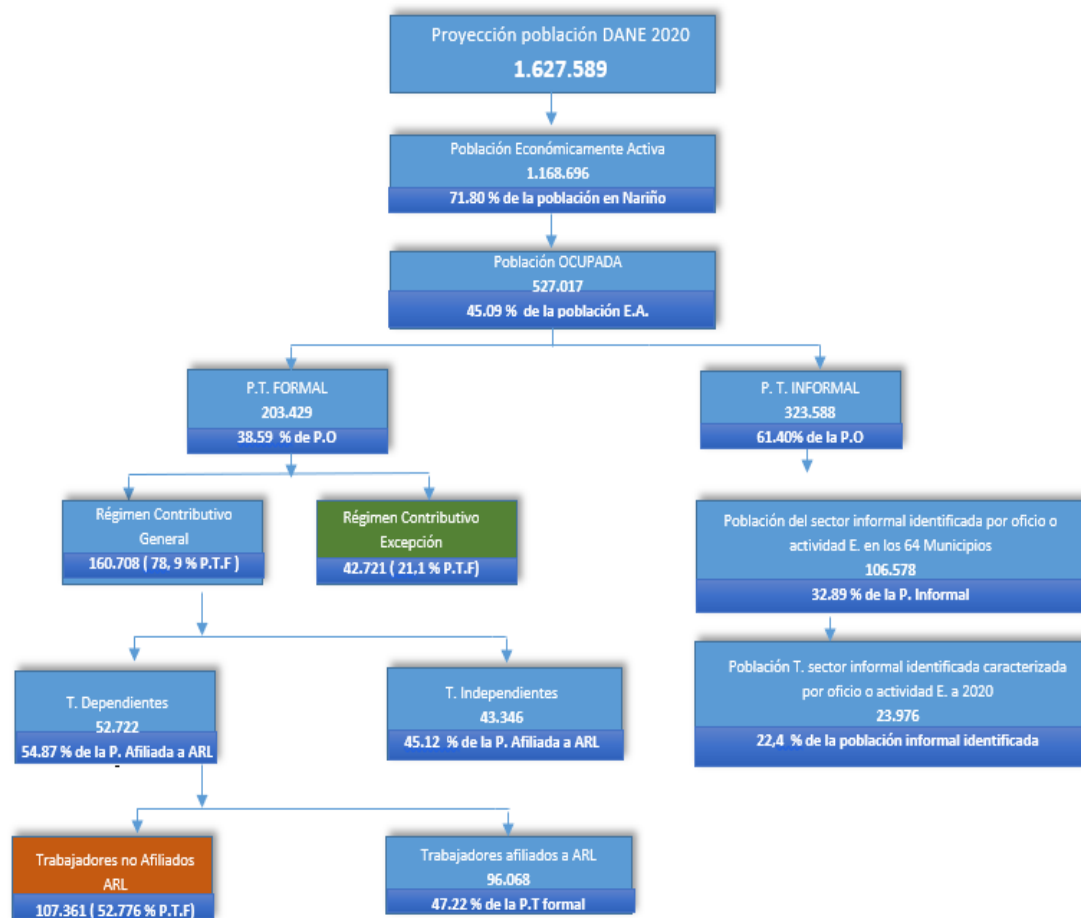 Proyección población DANE 2020
1.627.589
Población Económicamente Activa
1.168.696
71.80 % de la población en Nariño
Población OCUPADA
527.017
45.09 % de la población E.A.
P.T. FORMAL
203.429
38.59 % de P.O
P. T. INFORMAL
323.588
61.40% de la P.O
Régimen Contributivo
General
160.708 ( 78, 9 % P.T.F )
Régimen Contributivo
Excepción
42.721 ( 21,1 % P.T.F)
Población del sector informal identificada por oficio o
actividad E. en los 64 Municipios
106.578
32.89 % de la P. Informal
T. Dependientes
52.722
54.87 % de la P. Afiliada a ARL
-
T. Independientes
43.346
45.12 % de la P. Afiliada a ARL
Población T. sector informal identificada caracterizada
por oficio o actividad E. a 2020
23.976
22,4 % de la población informal identificada
Trabajadores no Afiliados
ARL
107.361 ( 52.776 % P.T.F)
Trabajadores afiliados a ARL
96.068
47.22 % de la P.T formal